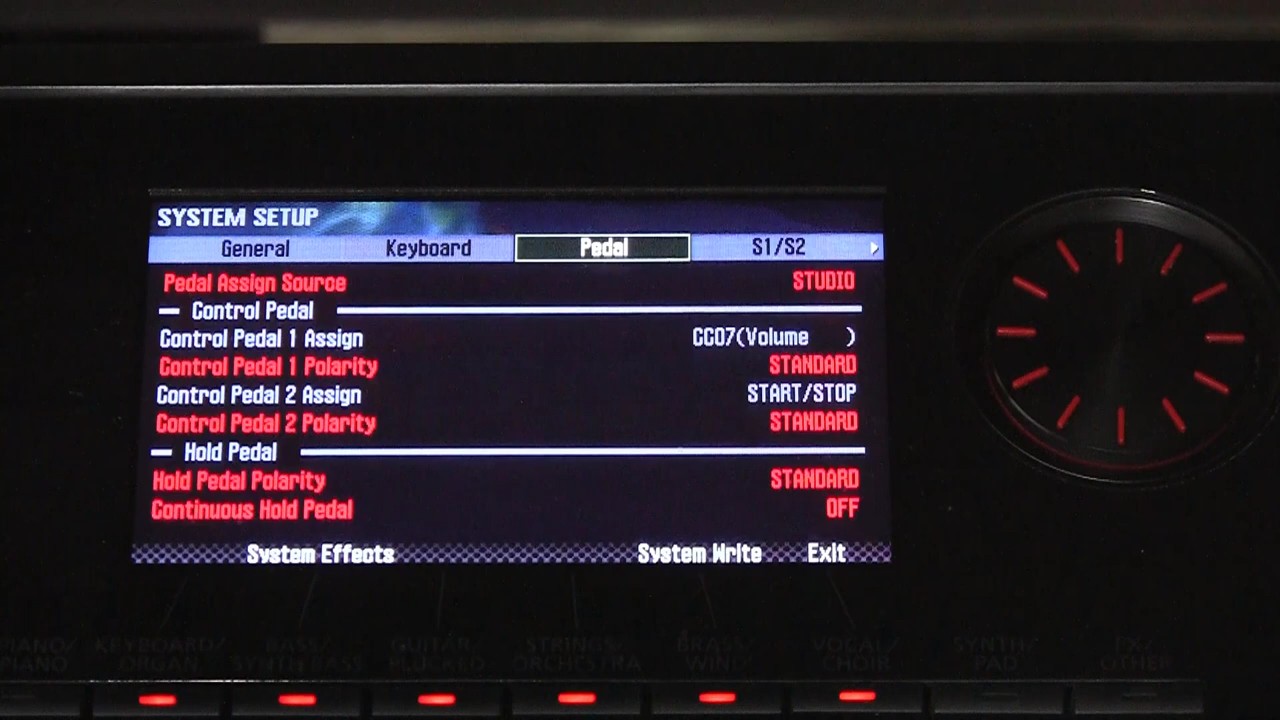 SYSTEM SETUP
General Keyboard Pedal S1/S2
Pedal Assign Source STUDIO
Control Pedal
Control Pedal 1 Assign CC07(Volume )
Control Pedal 1 Polarity STANDARD
Control Pedal 2 Assign START/STOP
Control Pedal 2 Polarity STANDARD
Hold Pedal
Hold Pedal Polarity STANDARD
Continuous Hold Pedal OFF
System Effects System Write Exit
PIANO/ KEYBOARD/ BASS/ GUITAR/ STRINGS/ BRASS/ VOCAL/ SYNTH/ FX/
PIANO ORGAN SYNTH BASS PLUCKED ORCHESTRA WIND CHOIR PAD OTHER